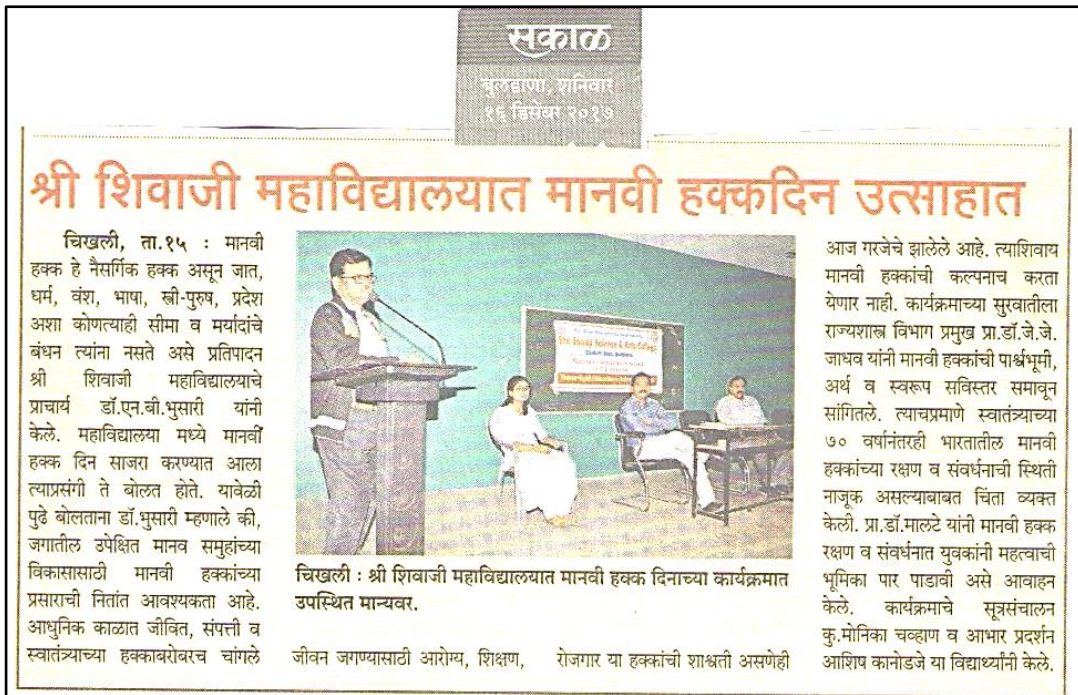 सकाळ
बुलडाणा, शनिवार
१६ डिसेंबर २०१७
श्री शिवाजी महाविद्यालयात मानवी हक्कदिन उत्साहात
चिखली, ता.१५ : मानवी
हक्क हे नैसर्गिक हक्क असून जात,
धर्म, वंश, भाषा, स्त्री-पुरुष, प्रदेश
अशा कोणत्याही सीमा व मर्यादांचे
बंधन त्यांना नसते असे प्रतिपादन
श्री शिवाजी महाविद्यालयाचे
प्राचार्य डॉ.एन.बी.भुसारी यांनी
केले. महाविद्यालया मध्ये मानवी
हक्क दिन साजरा करण्यात आला
त्याप्रसंगी ते बोलत होते. यावेळी
पुढे बोलताना डॉ.भुसारी म्हणाले की,
जगातील उपेक्षित मानव समुहांच्या
विकासासाठी मानवी हक्कांच्या
प्रसाराची नितांत आवश्यकता आहे.
आधुनिक काळात जीवित, संपत्ती व
स्वातंत्र्याच्या हक्काबरोबरच चांगले
Shri Shivaji Science & Arts College
चिखली : श्री शिवाजी महाविद्यालयात मानवी हक्क दिनाच्या कार्यक्रमात
उपस्थित मान्यवर.
जीवन जगण्यासाठी आरोग्य, शिक्षण,
रोजगार या हक्कांची शाश्वती असणेही
आज गरजेचे झालेले आहे. त्याशिवाय
मानवी हक्कांची कल्पनाच करता
येणार नाही. कार्यक्रमाच्या सुरवातीला
राज्यशास्त्र विभाग प्रमुख प्रा.डॉ.जे.जे.
जाधव यांनी मानवी हक्कांची पार्श्वभूमी,
अर्थ व स्वरूप सविस्तर समावून
सांगितले. त्याचप्रमाणे स्वातंत्र्याच्या
७० वर्षानंतरही भारतातील मानवी
हक्कांच्या रक्षण व संवर्धनाची स्थिती
नाजूक असल्याबाबत चिंता व्यक्त
केली. प्रा.डॉ.मालटे यांनी मानवी हक्क
रक्षण व संवर्धनात युवकांनी महत्वाची
भूमिका पार पाडावी असे आवाहन
केले. कार्यक्रमाचे सूत्रसंचालन
कु.मोनिका चव्हाण व आभार प्रदर्शन
आशिष कानोडजे या विद्यार्थ्यांनी केले.